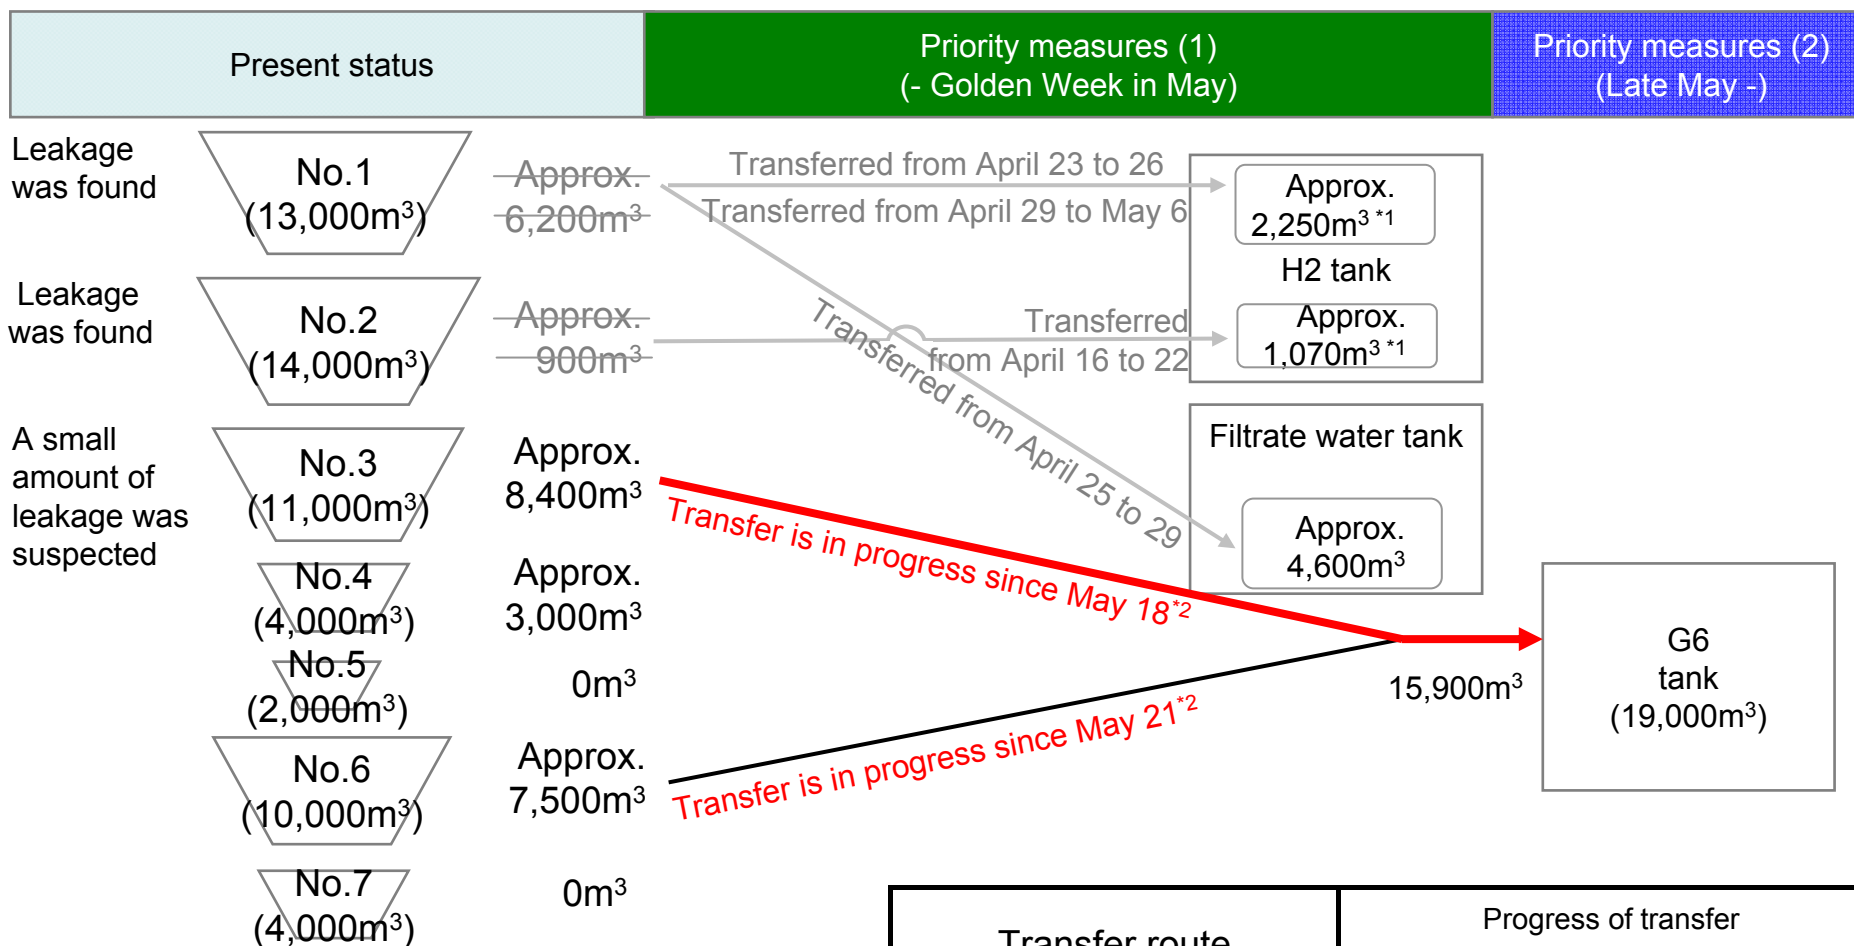 Present status
Priority measures (1)
(- Golden Week in May)
Priority measures (2)
(Late May -)
Leakage
was found
No.1
(13,000m³)
Approx.
6,200m³
Transferred from April 23 to 26
Transferred from April 29 to May 6
Approx.
2,250m³ *1
H2 tank
Leakage
was found
No.2
(14,000m³)
Approx.
900m³
Transferred
from April 16 to 22
Approx.
1,070m³ *1
Transferred from April 25 to 29
Filtrate water tank
Approx.
4,600m³
A small
amount of
leakage was
suspected
No.3
(11,000m³)
Approx.
8,400m³
Transfer is in progress since May 18*2
No.4
(4,000m³)
Approx.
3,000m³
No.5
(2,000m³)
0m³
No.6
(10,000m³)
Approx.
7,500m³
Transfer is in progress since May 21*2
15,900m³
G6
tank
(19,000m³)
No.7
(4,000m³)
0m³
Transfer route
Progress of transfer